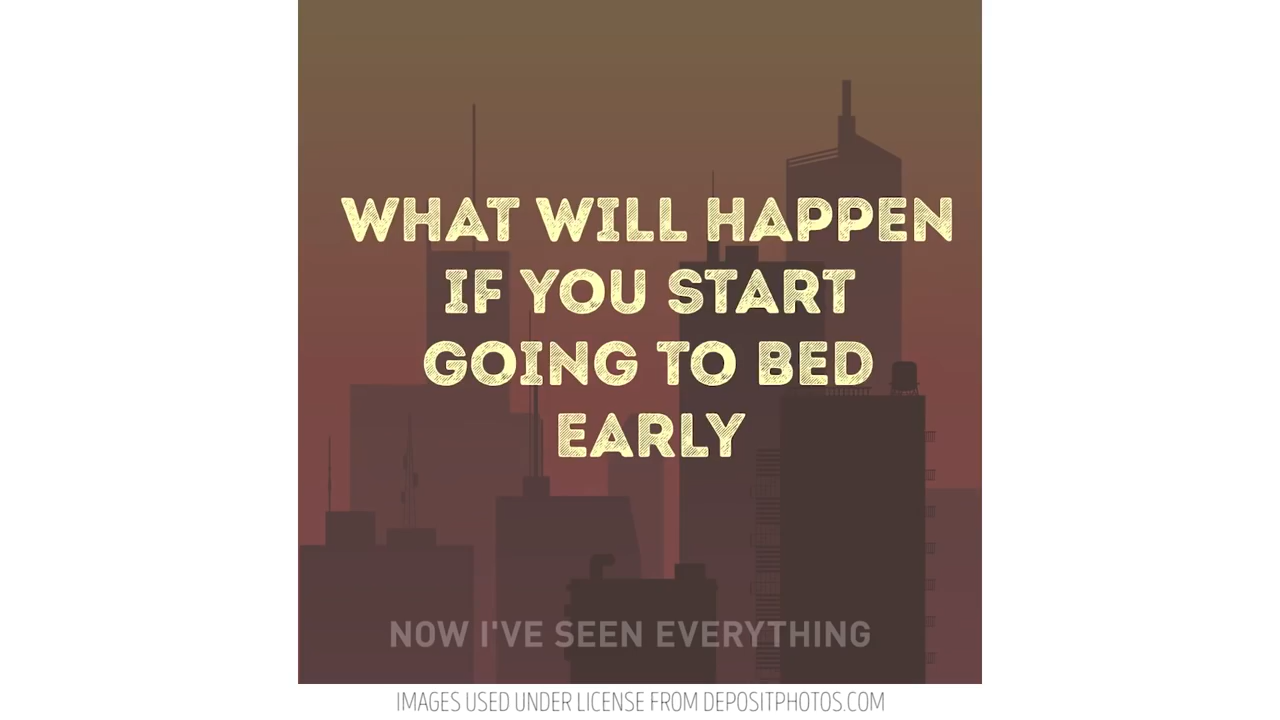 WHAT WILL HAPPEN
IF YOU START
GOING TO BED
EARLY
NOW I'VE SEEN EVERYTHING
IMAGES USED UNDER LICENSE FROM DEPOSITPHOTOS.COM